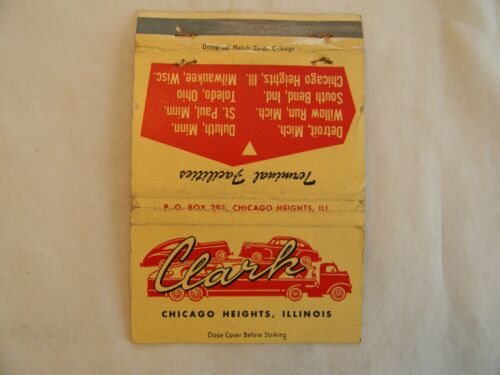 Universal Match Corp, Chicago
Terminal Facilities
Detroit, Mich. Duluth, Minn.
Willow Run, Mich. St. Paul, Minn.
South Bend, Ind. Toledo, Ohio
Chicago Heights, Ill. Milwaukee, Wisc.
P. O. BOX 295, CHICAGO HEIGHTS, ILL.
Clark
CHICAGO HEIGHTS, ILLINOIS
Close Cover Before Striking